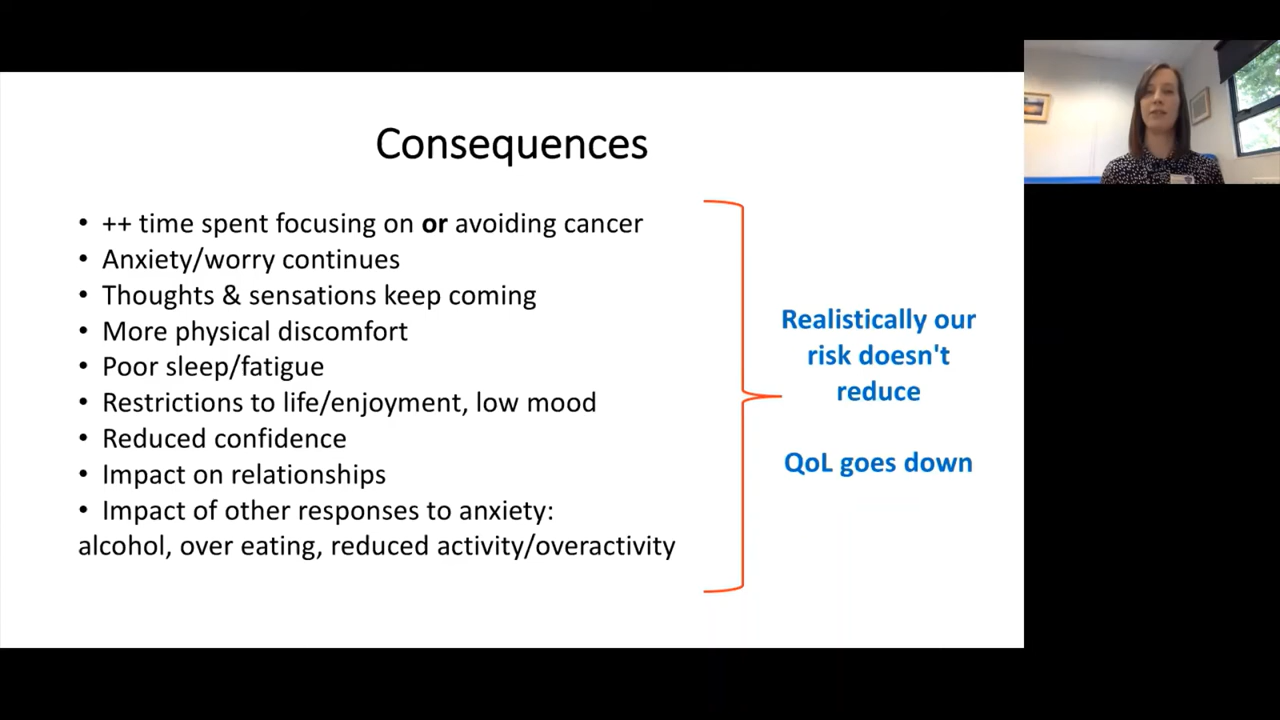 Consequences
• ++ time spent focusing on or avoiding cancer
• Anxiety/worry continues
• Thoughts & sensations keep coming
• More physical discomfort
• Poor sleep/fatigue
• Restrictions to life/enjoyment, low mood
• Reduced confidence
• Impact on relationships
• Impact of other responses to anxiety:
alcohol, over eating, reduced activity/overactivity
Realistically our
risk doesn't
reduce
QoL goes down